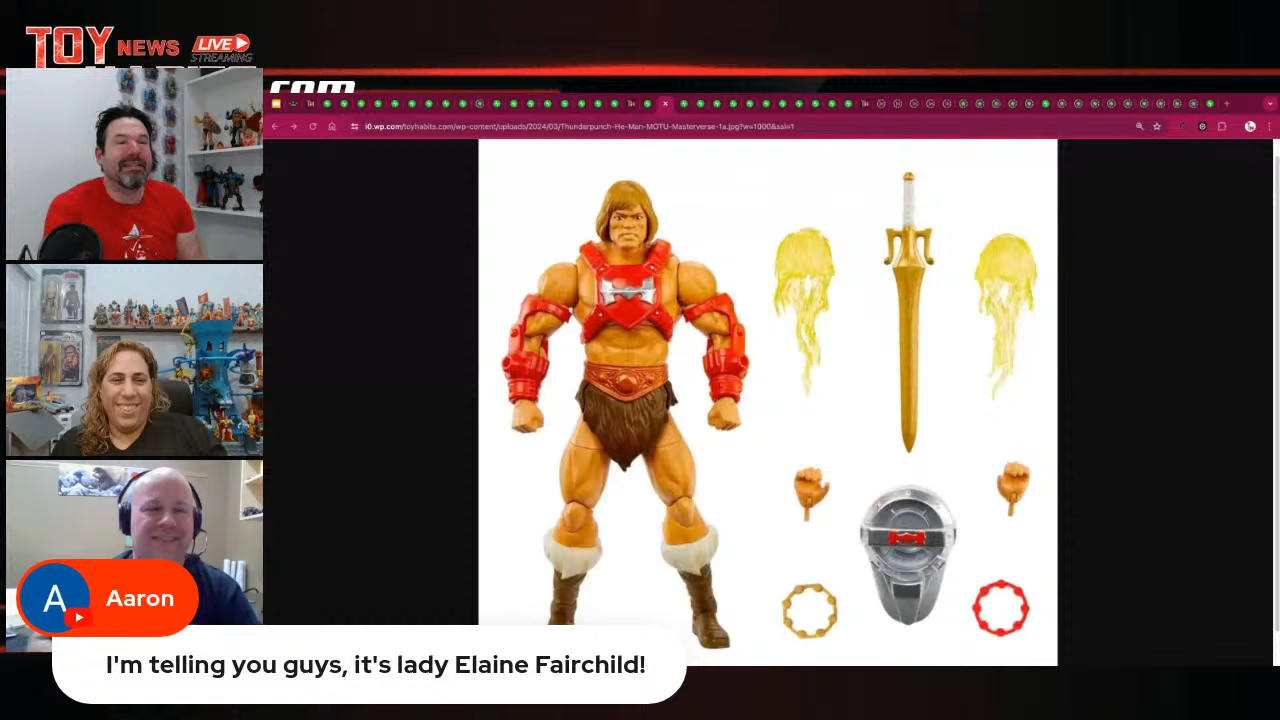 TOY NEWS LIVE
STREAMING
.com
i0.wp.com/toyhabits.com/wp-content/uploads/2024/03/Thunderpunch-He-Man-MOTU-Masterverse-1a.jpg?w=1000&ssl=1
A
Aaron
I'm telling you guys, it's lady Elaine Fairchild!